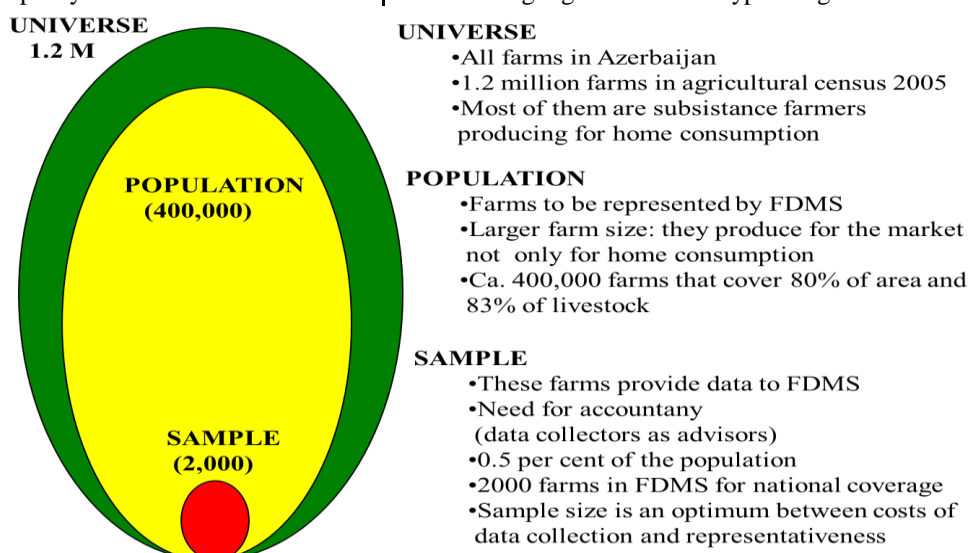 UNIVERSE
1.2 M
POPULATION
(400,000)
SAMPLE
(2,000)
UNIVERSE
•All farms in Azerbaijan
•1.2 million farms in agricultural census 2005
•Most of them are subsistance farmers
producing for home consumption
POPULATION
•Farms to be represented by FDMS
•Larger farm size: they produce for the market
not only for home consumption
•Ca. 400,000 farms that cover 80% of area and
83% of livestock
SAMPLE
•These farms provide data to FDMS
•Need for accountany
(data collectors as advisors)
•0.5 per cent of the population
•2000 farms in FDMS for national coverage
•Sample size is an optimum between costs of
data collection and representativeness